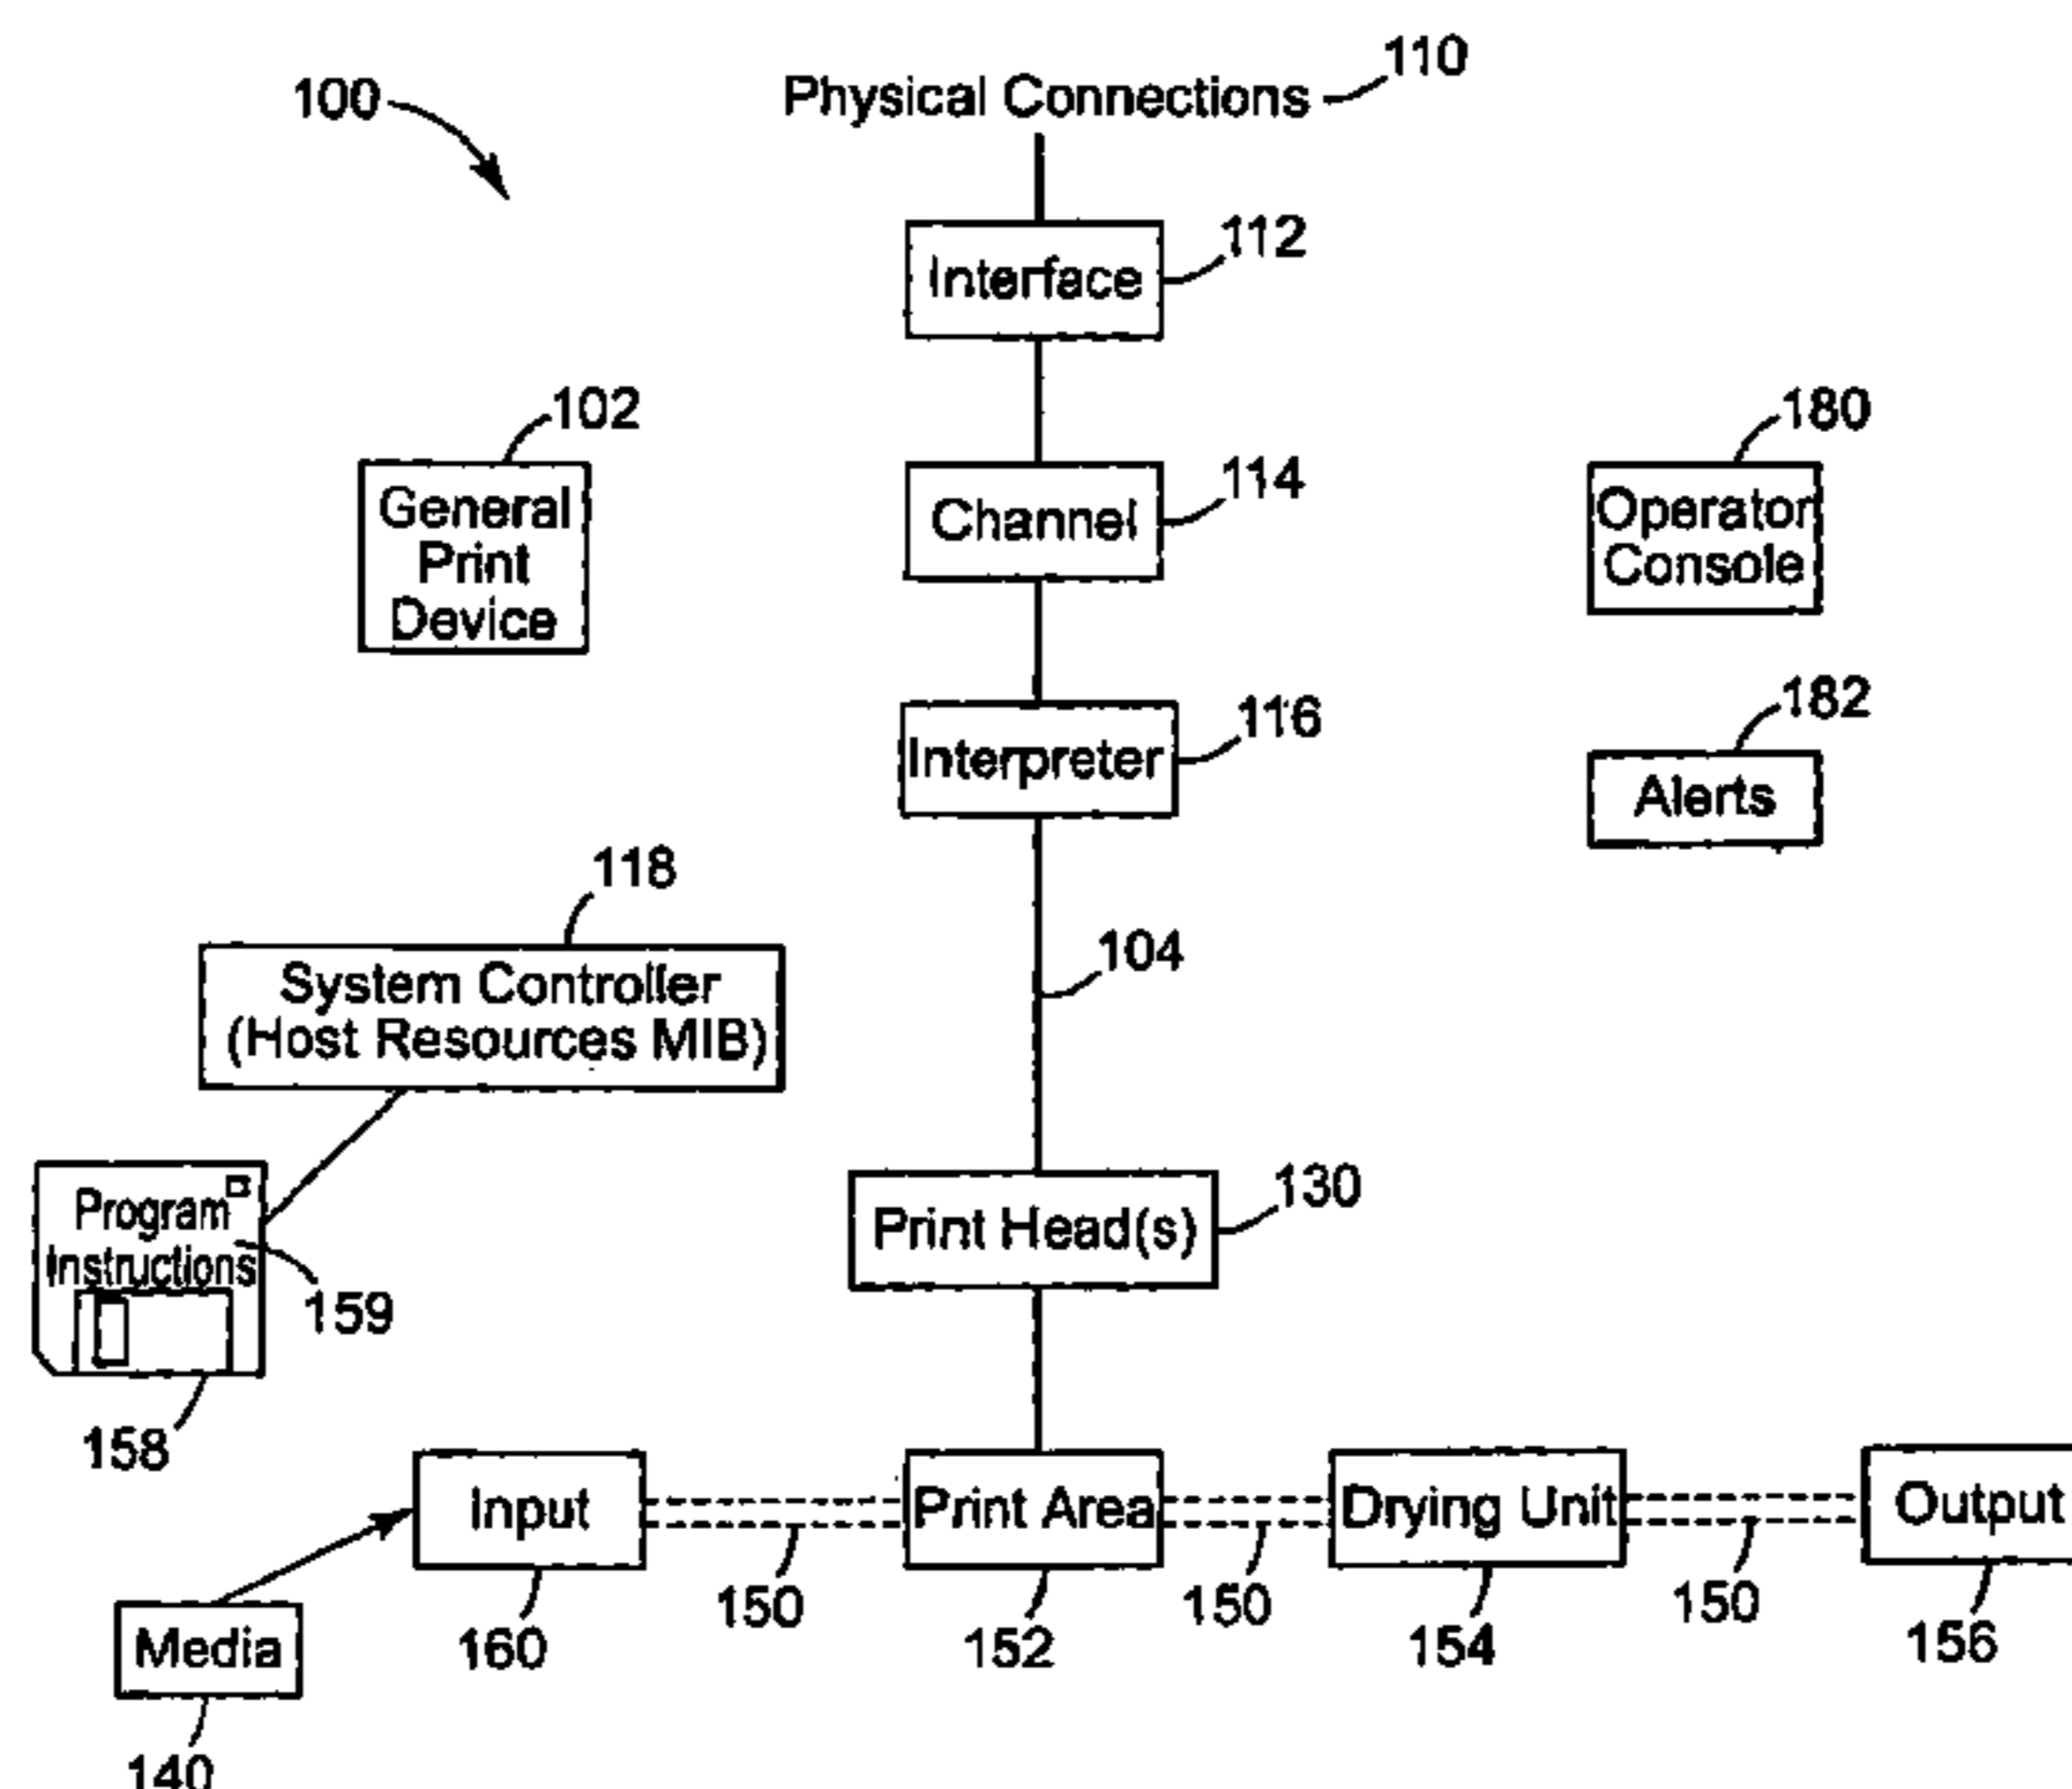 100
Physical Connections
110
Interface
112
102
General
Print
Device
Channel
114
180
Operator
Console
Interpreter
116
182
Alerts
118
System Controller
(Host Resources MIB)
104
Program
Instructions
159
158
Print Head(s)
130
Input
Print Area
Drying Unit
Output
150
150
150
160
152
154
156
Media
140